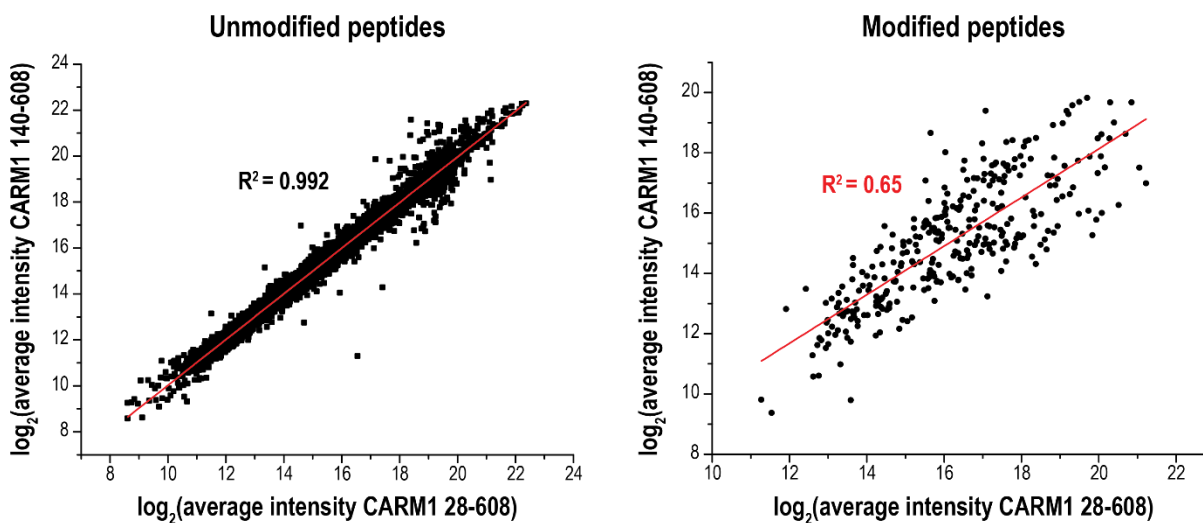 Unmodified peptides
log2(average intensity CARM1 140-608)
24
22
20
18
16
14
12
10
8
R² = 0.992
8 10 12 14 16 18 20 22 24
log2(average intensity CARM1 28-608)
Modified peptides
log2(average intensity CARM1 140-608)
20
18
16
14
12
10
8
R² = 0.65
10 12 14 16 18 20 22
log2(average intensity CARM1 28-608)